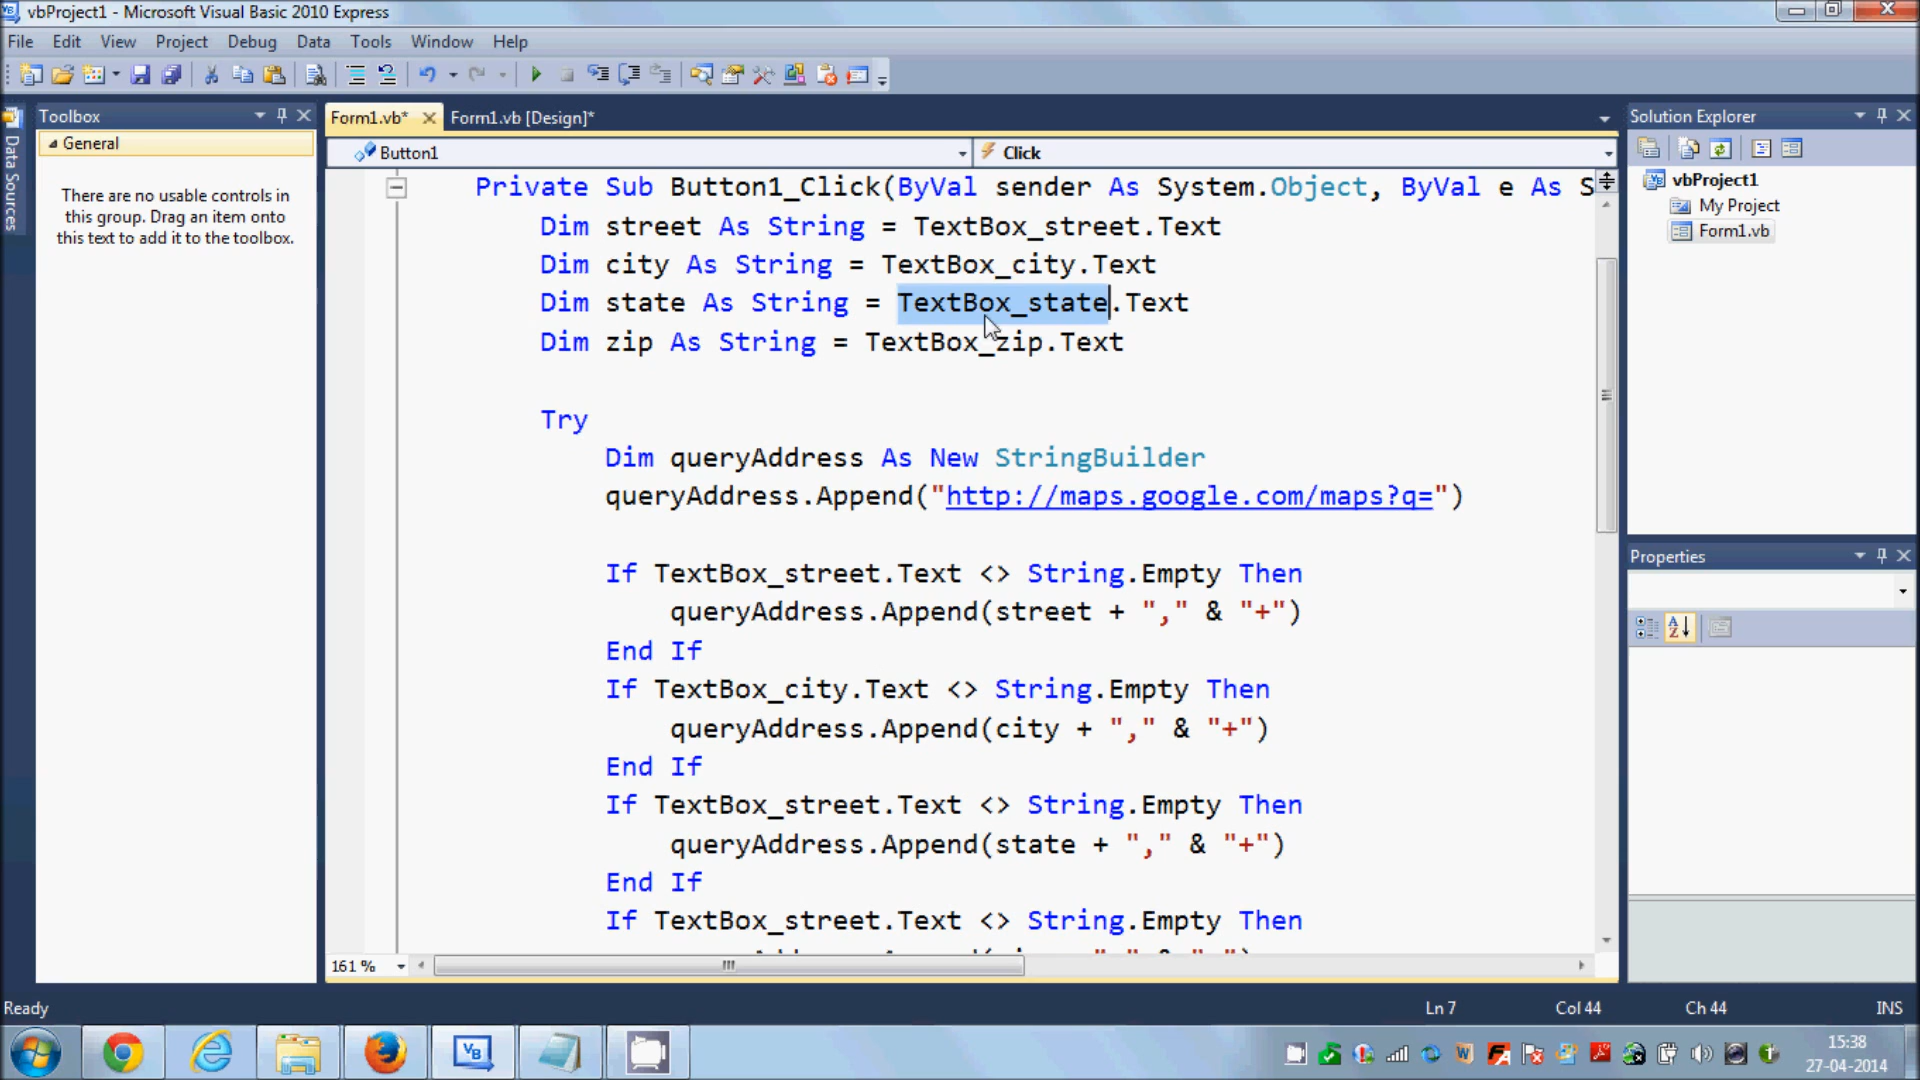 vbProject1 - Microsoft Visual Basic 2010 Express
File Edit View Project Debug Data Tools Window Help
Data Sources
Toolbox
General
There are no usable controls in
this group. Drag an item onto
this text to add it to the toolbox.
Form1.vb* Form1.vb [Design]*
Button1 Click
Private Sub Button1_Click(ByVal sender As System.Object, ByVal e As S
Dim street As String = TextBox_street.Text
Dim city As String = TextBox_city.Text
Dim state As String = TextBox_state.Text
Dim zip As String = TextBox_zip.Text
Try
Dim queryAddress As New StringBuilder
queryAddress.Append("http://maps.google.com/maps?q=")
If TextBox_street.Text <> String.Empty Then
queryAddress.Append(street + "," & "+")
End If
If TextBox_city.Text <> String.Empty Then
queryAddress.Append(city + "," & "+")
End If
If TextBox_street.Text <> String.Empty Then
queryAddress.Append(state + "," & "+")
End If
If TextBox_street.Text <> String.Empty Then
161 %
Solution Explorer
vbProject1
My Project
Form1.vb
Properties
Ready Ln 7 Col 44 Ch 44 INS
15:38
27-04-2014